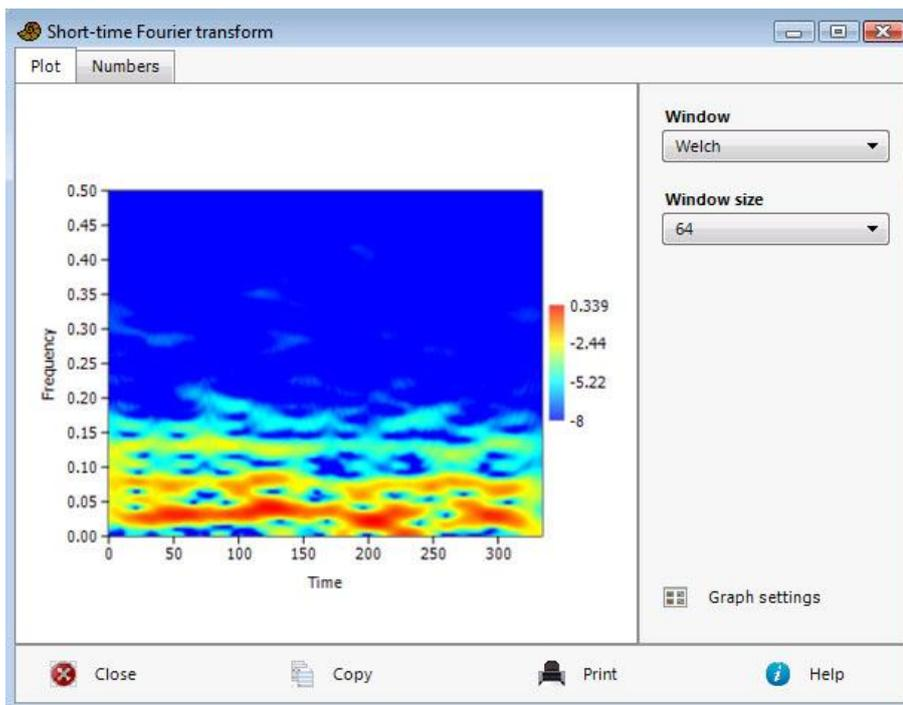 Short-time Fourier transform
Plot Numbers
Window
Welch
Window size
64
0.50
0.45
0.40
0.35
0.30
0.25
0.20
0.15
0.10
0.05
0.00
Frequency
0 50 100 150 200 250 300
Time
0.339
-2.44
-5.22
-8
Graph settings
Close Copy Print Help